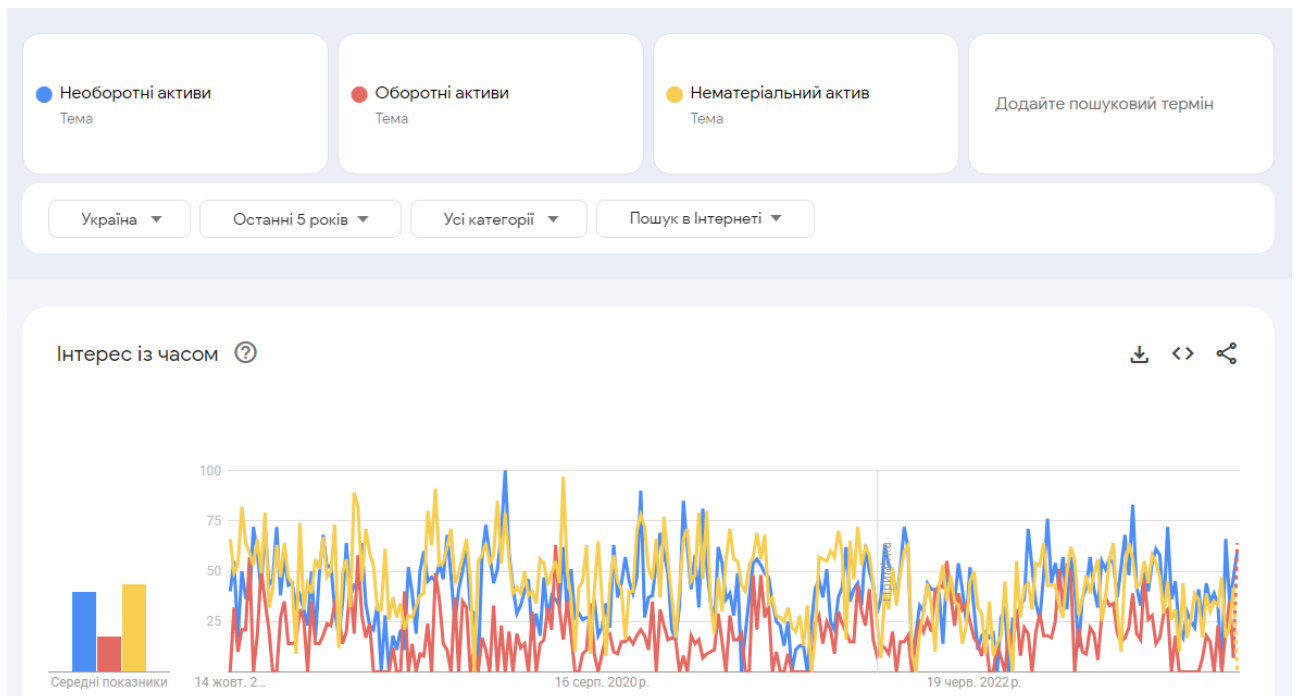 Необоротні активи
Тема
Оборотні активи
Тема
Нематеріальний актив
Тема
Додайте пошуковий термін
Україна
Останні 5 років
Усі категорії
Пошук в Інтернеті
Інтерес із часом
100
75
50
25
Примітка
Середні показники
14 жовт. 2...
16 серп. 2020 р.
19 черв. 2022 р.